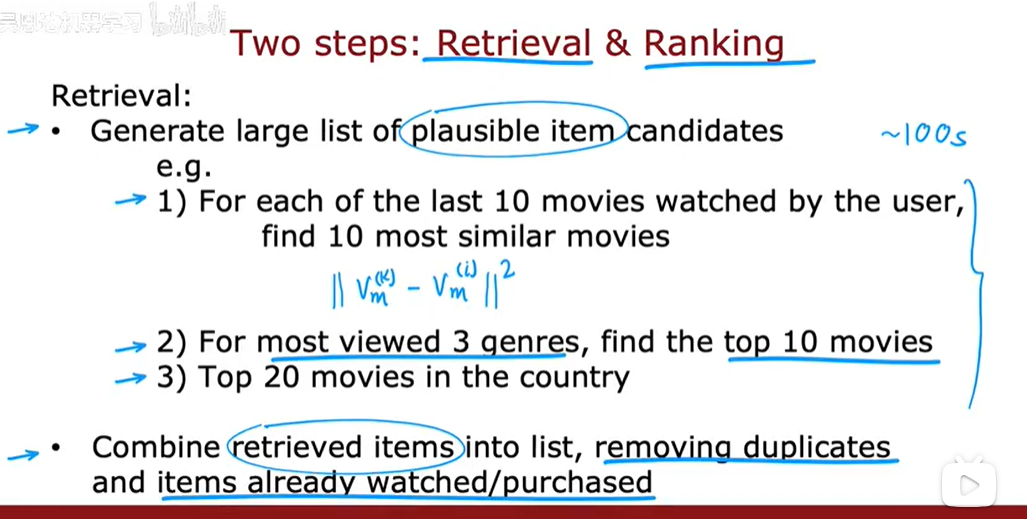 Two steps: Retrieval & Ranking
Retrieval:
→ • Generate large list of plausible item candidates ~100s
e.g.
→ 1) For each of the last 10 movies watched by the user,
find 10 most similar movies
|| V_m^(k) - V_m^(i) ||^2
→ 2) For most viewed 3 genres, find the top 10 movies
→ 3) Top 20 movies in the country
→ • Combine retrieved items into list, removing duplicates
and items already watched/purchased